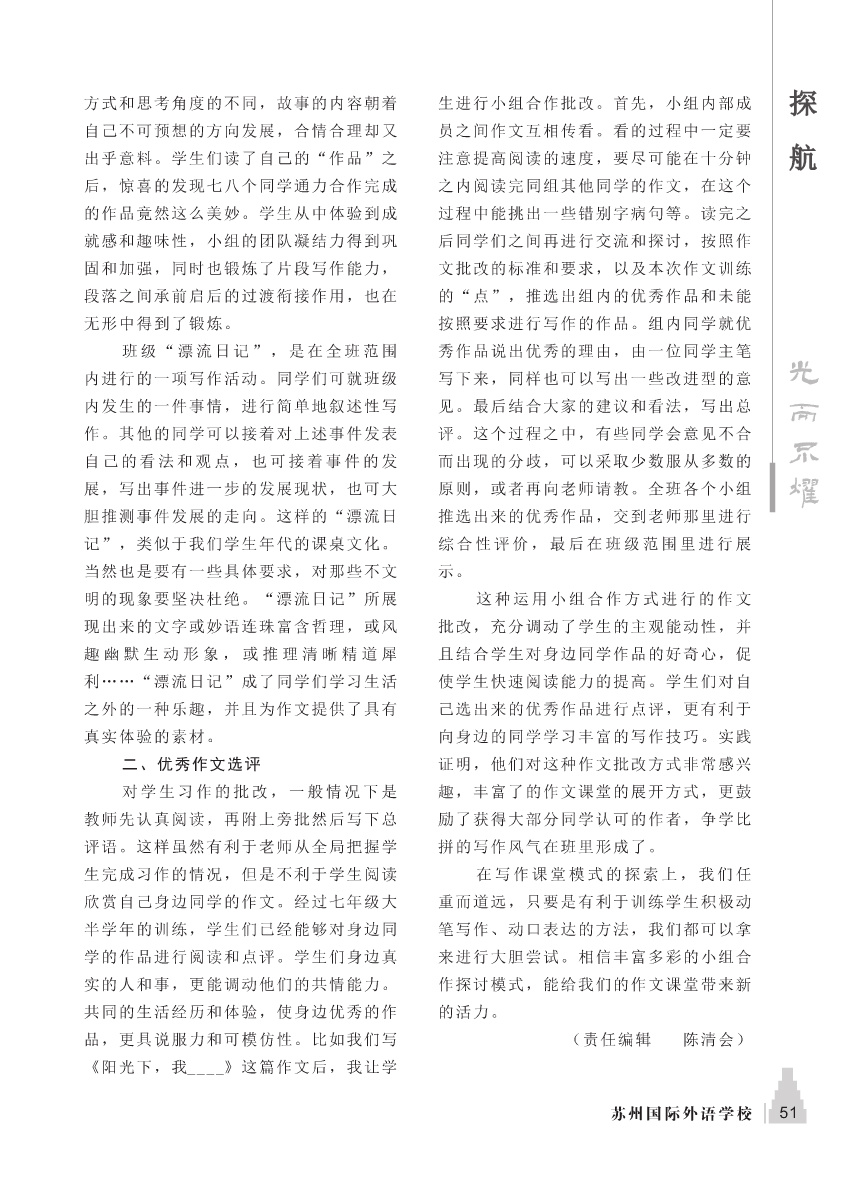 方式和思考角度的不同，故事的内容朝着
自己不可预想的方向发展，合情合理却又
出乎意料。学生们读了自己的“作品”之
后，惊喜的发现七八个同学通力合作完成
的作品竟然这么美妙。学生从中体验到成
就感和趣味性，小组的团队凝结力得到巩
固和加强，同时也锻炼了片段写作能力，
段落之间承前启后的过渡衔接作用，也在
无形中得到了锻炼。
班级“漂流日记”，是在全班范围
内进行的一项写作活动。同学们可就班级
内发生的一件事情，进行简单地叙述性写
作。其他的同学可以接着对上述事件发表
自己的看法和观点，也可接着事件的发
展，写出事件进一步的发展现状，也可大
胆推测事件发展的走向。这样的“漂流日
记”，类似于我们学生年代的课桌文化。
当然也是要有一些具体要求，对那些不文
明的现象要坚决杜绝。“漂流日记”所展
现出来的文字或妙语连珠富含哲理，或风
趣幽默生动形象，或推理清晰精道犀
利……“漂流日记”成了同学们学习生活
之外的一种乐趣，并且为作文提供了具有
真实体验的素材。
二、优秀作文选评
对学生习作的批改，一般情况下是
教师先认真阅读，再附上旁批然后写下总
评语。这样虽然有利于老师从全局把握学
生完成习作的情况，但是不利于学生阅读
欣赏自己身边同学的作文。经过七年级大
半学年的训练，学生们已经能够对身边同
学的作品进行阅读和点评。学生们身边真
实的人和事，更能调动他们的共情能力。
共同的生活经历和体验，使身边优秀的作
品，更具说服力和可模仿性。比如我们写
《阳光下，我____》这篇作文后，我让学
生进行小组合作批改。首先，小组内部成
员之间作文互相传看。看的过程中一定要
注意提高阅读的速度，要尽可能在十分钟
之内阅读完同组其他同学的作文，在这个
过程中能挑出一些错别字病句等。读完之
后同学们之间再进行交流和探讨，按照作
文批改的标准和要求，以及本次作文训练
的“点”，推选出组内的优秀作品和未能
按照要求进行写作的作品。组内同学就优
秀作品说出优秀的理由，由一位同学主笔
写下来，同样也可以写出一些改进型的意
见。最后结合大家的建议和看法，写出总
评。这个过程之中，有些同学会意见不合
而出现的分歧，可以采取少数服从多数的
原则，或者再向老师请教。全班各个小组
推选出来的优秀作品，交到老师那里进行
综合性评价，最后在班级范围里进行展
示。
这种运用小组合作方式进行的作文
批改，充分调动了学生的主观能动性，并
且结合学生对身边同学作品的好奇心，促
使学生快速阅读能力的提高。学生们对自
己选出来的优秀作品进行点评，更有利于
向身边的同学学习丰富的写作技巧。实践
证明，他们对这种作文批改方式非常感兴
趣，丰富了的作文课堂的展开方式，更鼓
励了获得大部分同学认可的作者，争学比
拼的写作风气在班里形成了。
在写作课堂模式的探索上，我们任
重而道远，只要是有利于训练学生积极动
笔写作、动口表达的方法，我们都可以拿
来进行大胆尝试。相信丰富多彩的小组合
作探讨模式，能给我们的作文课堂带来新
的活力。
（责任编辑　陈清会）
探航
光而不耀
苏州国际外语学校 51